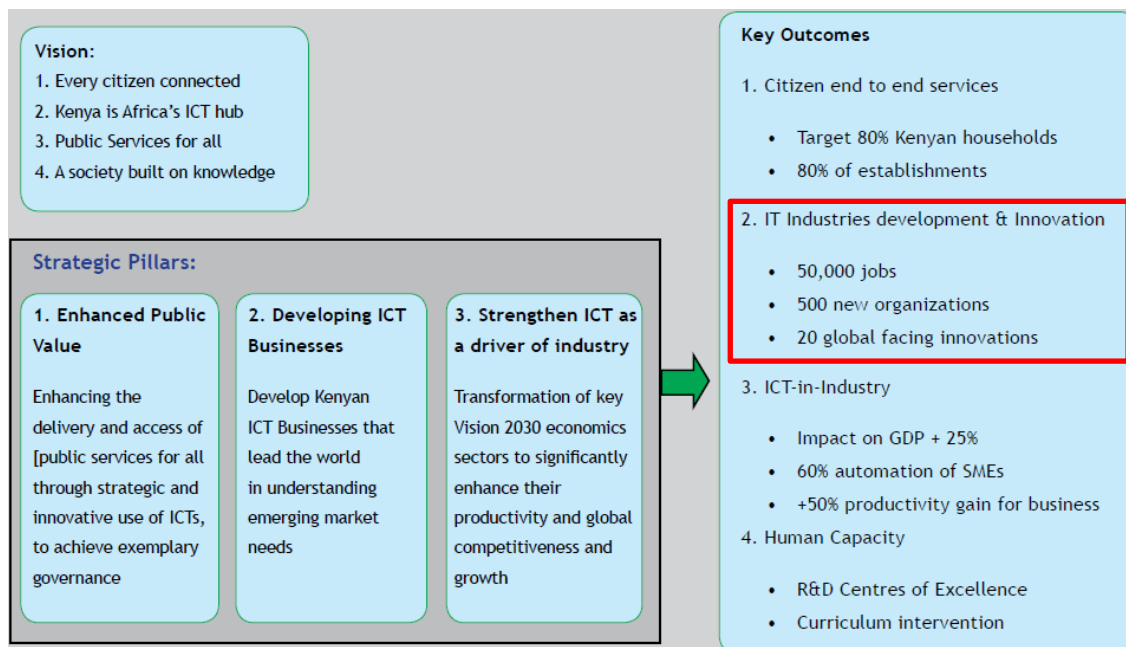 Vision:
1. Every citizen connected
2. Kenya is Africa's ICT hub
3. Public Services for all
4. A society built on knowledge
Strategic Pillars:
1. Enhanced Public
Value
Enhancing the
delivery and access of
[public services for all
through strategic and
innovative use of ICTs,
to achieve exemplary
governance
2. Developing ICT
Businesses
Develop Kenyan
ICT Businesses that
lead the world
in understanding
emerging market
needs
3. Strengthen ICT as
a driver of industry
Transformation of key
Vision 2030 economics
sectors to significantly
enhance their
productivity and global
competitiveness and
growth
Key Outcomes
1. Citizen end to end services
• Target 80% Kenyan households
• 80% of establishments
2. IT Industries development & Innovation
• 50,000 jobs
• 500 new organizations
• 20 global facing innovations
3. ICT-in-Industry
• Impact on GDP + 25%
• 60% automation of SMEs
• +50% productivity gain for business
4. Human Capacity
• R&D Centres of Excellence
• Curriculum intervention